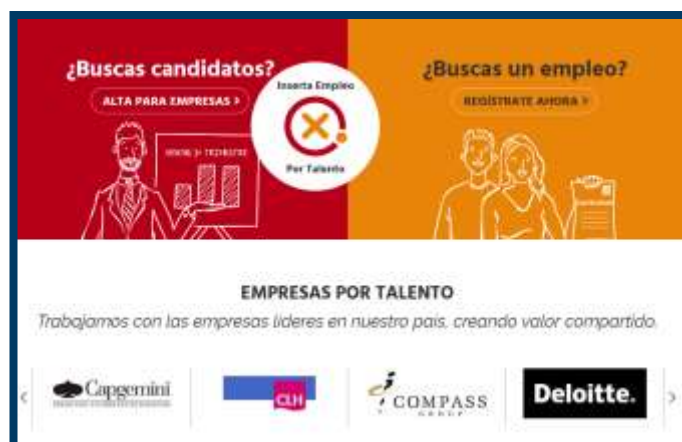 ¿Buscas candidatos?
ALTA PARA EMPRESAS >
Inserta Empleo
Por Talento
¿Buscas un empleo?
REGÍSTRATE AHORA >
EMPRESAS POR TALENTO
Trabajamos con las empresas líderes en nuestro país, creando valor compartido.
Capgemini
CLH
COMPASS
GROUP
Deloitte.